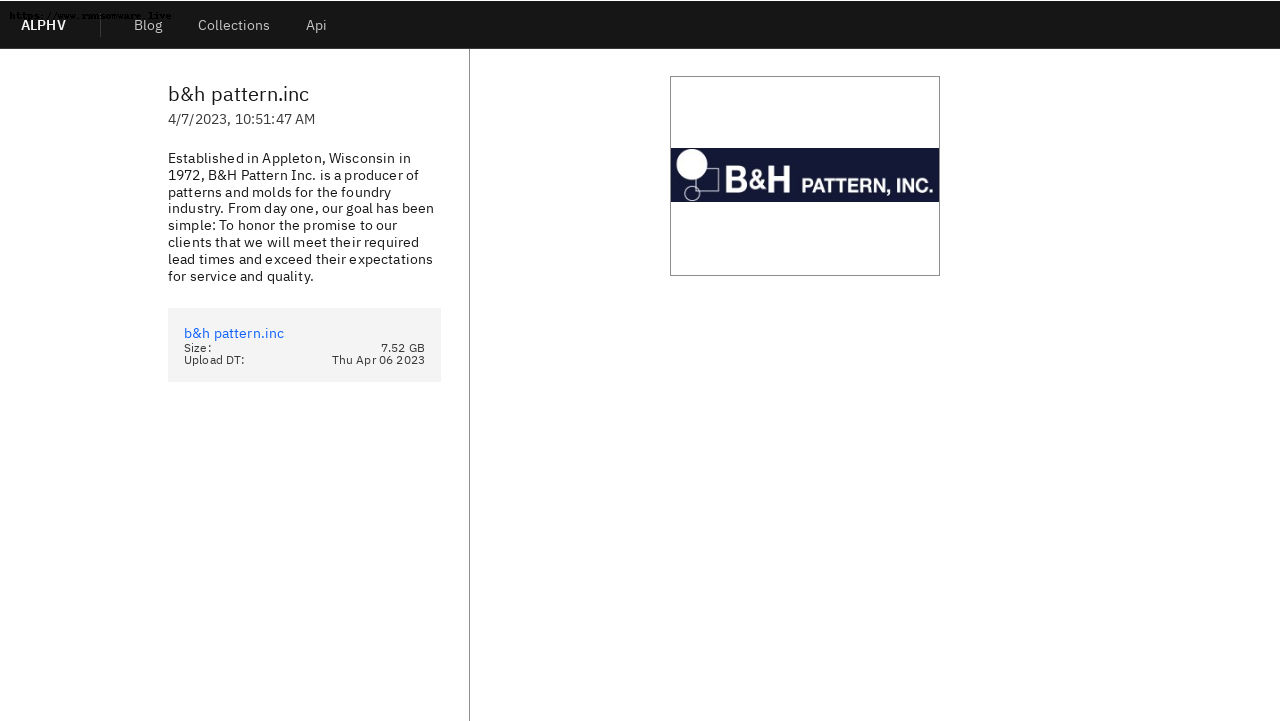 https://www.ransomware.live
ALPHV
Blog
Collections
Api
b&h pattern.inc
4/7/2023, 10:51:47 AM
Established in Appleton, Wisconsin in
1972, B&H Pattern Inc. is a producer of
patterns and molds for the foundry
industry. From day one, our goal has been
simple: To honor the promise to our
clients that we will meet their required
lead times and exceed their expectations
for service and quality.
b&h pattern.inc
Size: 7.52 GB
Upload DT: Thu Apr 06 2023
B&H PATTERN, INC.